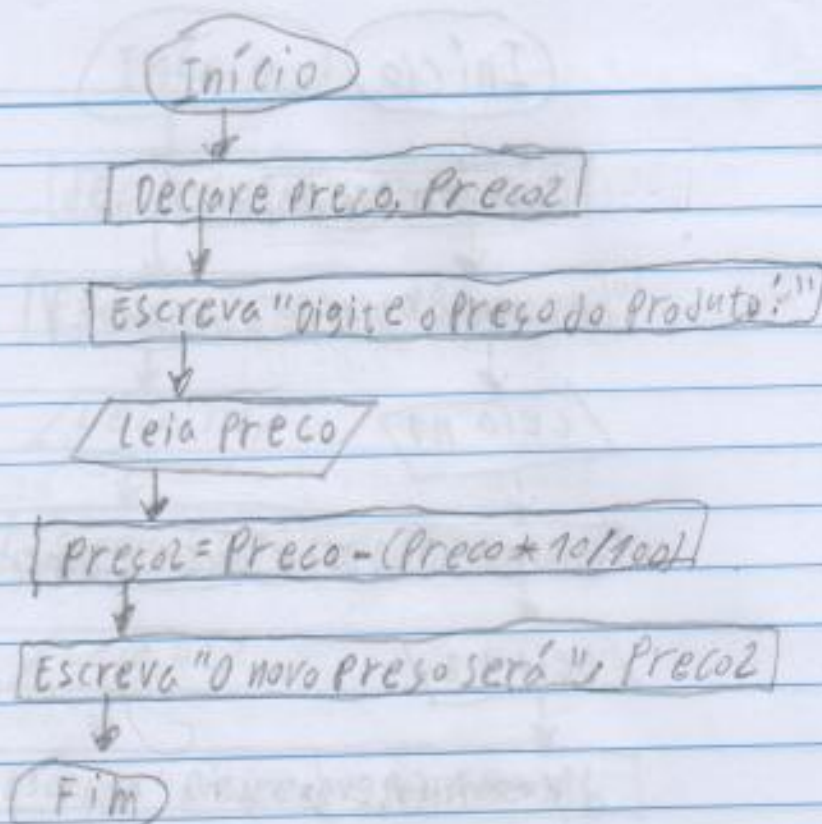 Início
Declare preco, Preco2
Escreva "Digite o Preço do Produto:"
Leia Preco
Preço2 = Preco - (Preco * 10/100)
Escreva "O novo Preço será ", Preco2
Fim